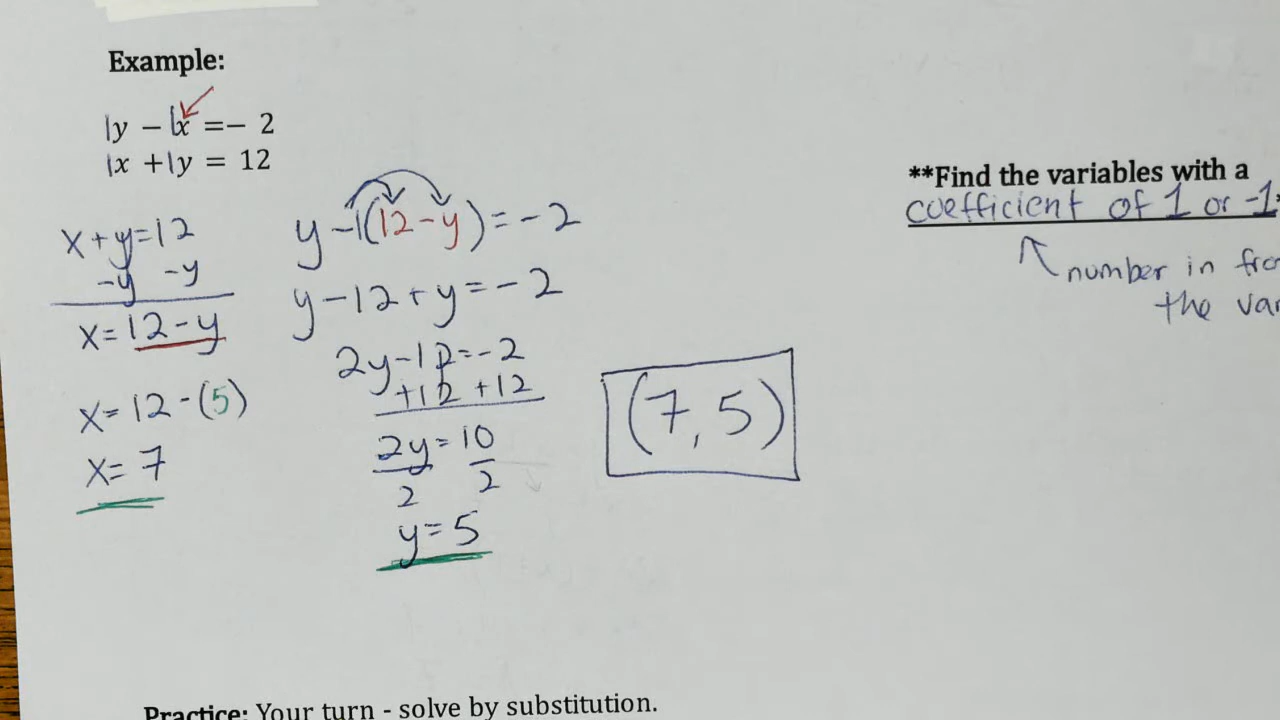 Example:
1y - 1x = - 2
1x + 1y = 12
x + y = 12
-y -y
x = 12 - y
x = 12 - (5)
x = 7
y - 1(12 - y) = -2
y - 12 + y = -2
2y - 12 = -2
+12 +12
2y = 10
2 2
y = 5
(7, 5)
**Find the variables with a
coefficient of 1 or -1.
number in
the
Practice: Your turn - solve by substitution.